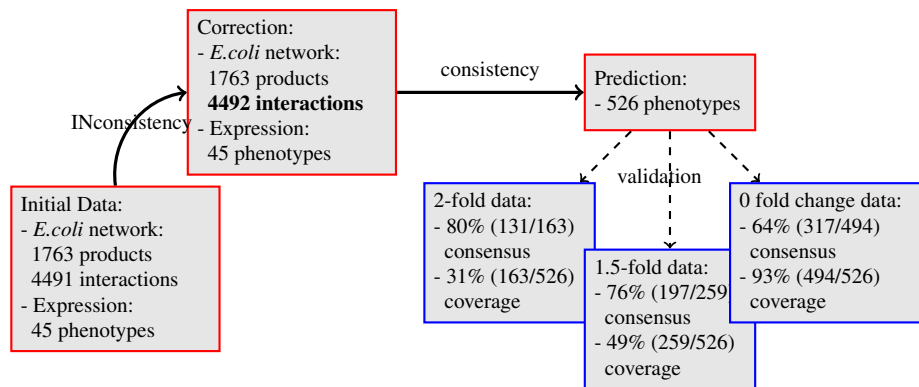 Correction:
- E.coli network:
1763 products
4492 interactions
- Expression:
45 phenotypes
consistency
Prediction:
- 526 phenotypes
INconsistency
Initial Data:
- E.coli network:
1763 products
4491 interactions
- Expression:
45 phenotypes
validation
2-fold data:
- 80% (131/163)
consensus
- 31% (163/526)
coverage
1.5-fold data:
- 76% (197/259)
consensus
- 49% (259/526)
coverage
0 fold change data:
- 64% (317/494)
consensus
- 93% (494/526)
coverage